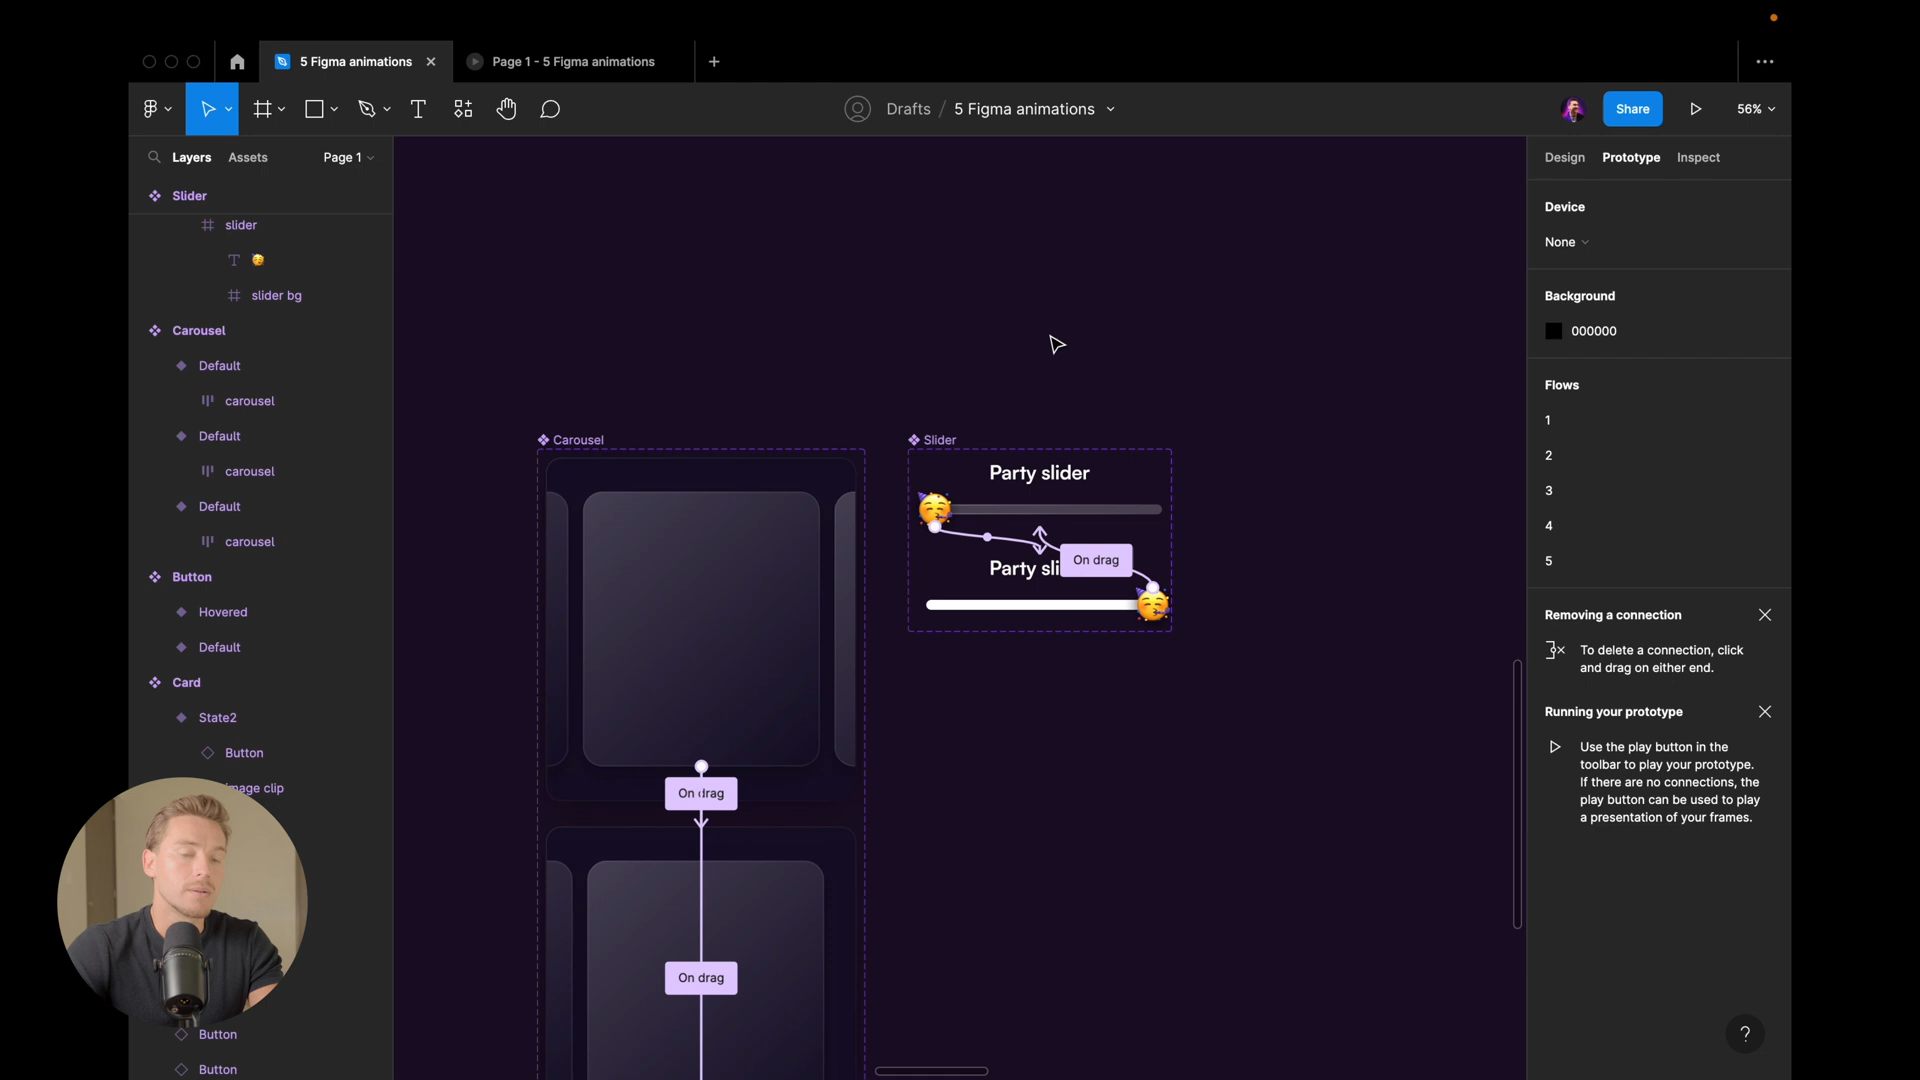 5 Figma animations
Page 1 - 5 Figma animations
Drafts / 5 Figma animations
Share
56%
Layers
Assets
Page 1
Slider
slider
slider bg
Carousel
Default
carousel
Default
carousel
Default
carousel
Button
Hovered
Default
Card
State2
Button
mage clip
Button
Button
Carousel
On drag
On drag
Slider
Party slider
On drag
Party sli
Design
Prototype
Inspect
Device
None
Background
000000
Flows
1
2
3
4
5
Removing a connection
To delete a connection, click
and drag on either end.
Running your prototype
Use the play button in the
toolbar to play your prototype.
If there are no connections, the
play button can be used to play
a presentation of your frames.
?